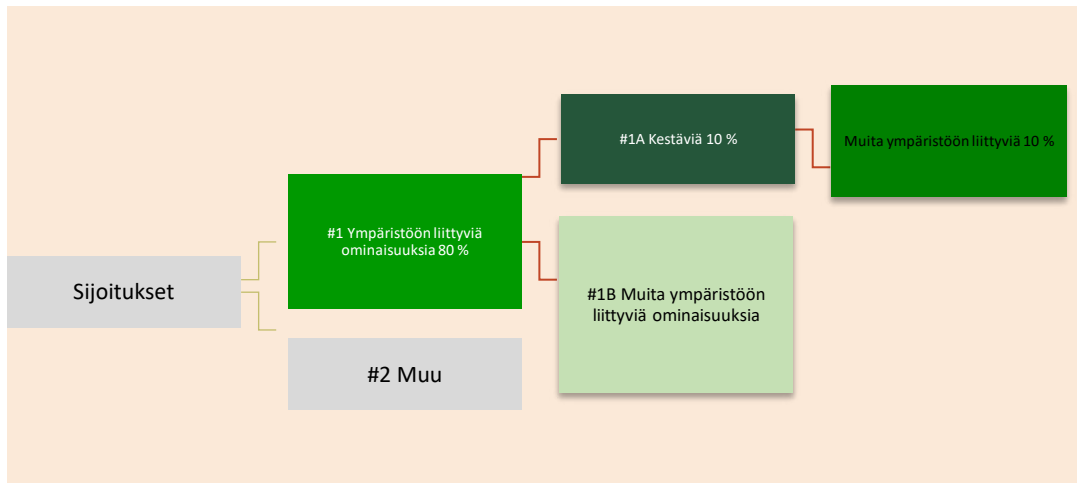 Sijoitukset
#1 Ympäristöön liittyviä
ominaisuuksia 80 %
#2 Muu
#1A Kestäviä 10 %
#1B Muita ympäristöön
liittyviä ominaisuuksia
Muita ympäristöön liittyviä 10 %